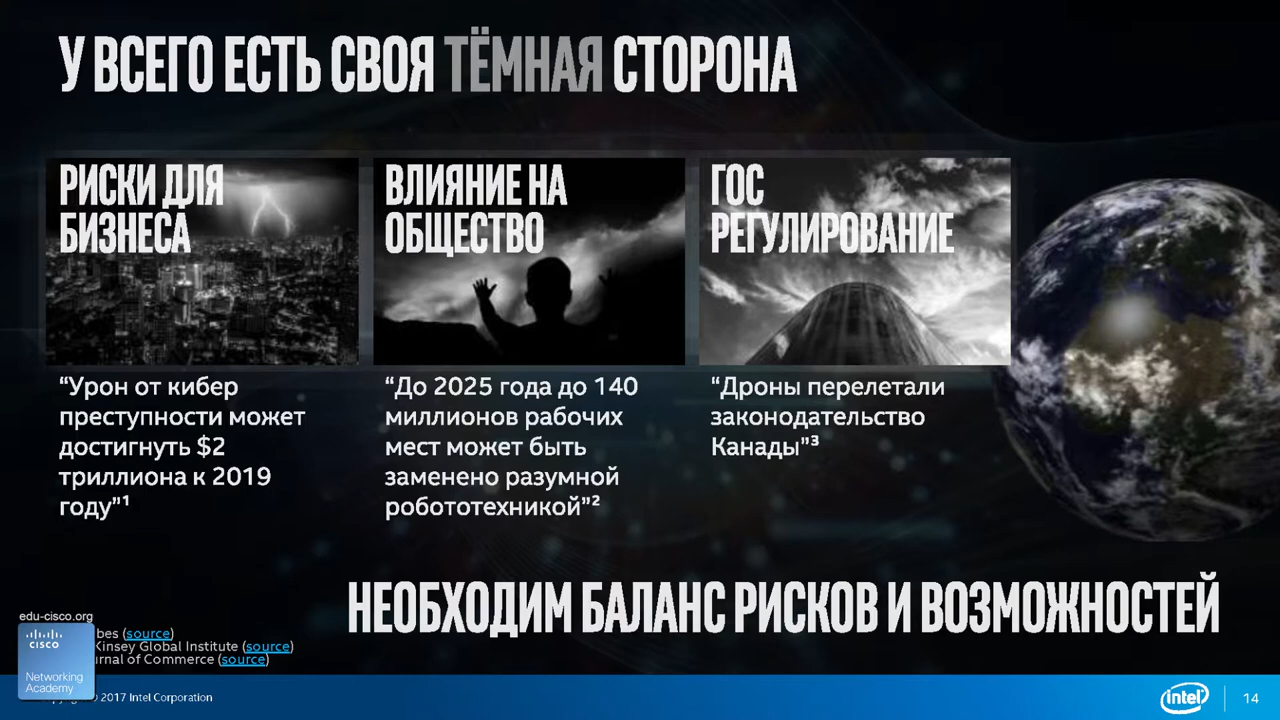 У ВСЕГО ЕСТЬ СВОЯ ТЁМНАЯ СТОРОНА
РИСКИ ДЛЯ
БИЗНЕСА
“Урон от кибер
преступности может
достигнуть $2
триллиона к 2019
году”¹
ВЛИЯНИЕ НА
ОБЩЕСТВО
“До 2025 года до 140
миллионов рабочих
мест может быть
заменено разумной
робототехникой”²
ГОС
РЕГУЛИРОВАНИЕ
“Дроны перелетали
законодательство
Канады”³
НЕОБХОДИМ БАЛАНС РИСКОВ И ВОЗМОЖНОСТЕЙ
edu-cisco.org
cisco
Networking
Academy
bes (source)
Kinsey Global Institute (source)
urnal of Commerce (source)
2017 Intel Corporation
intel
14